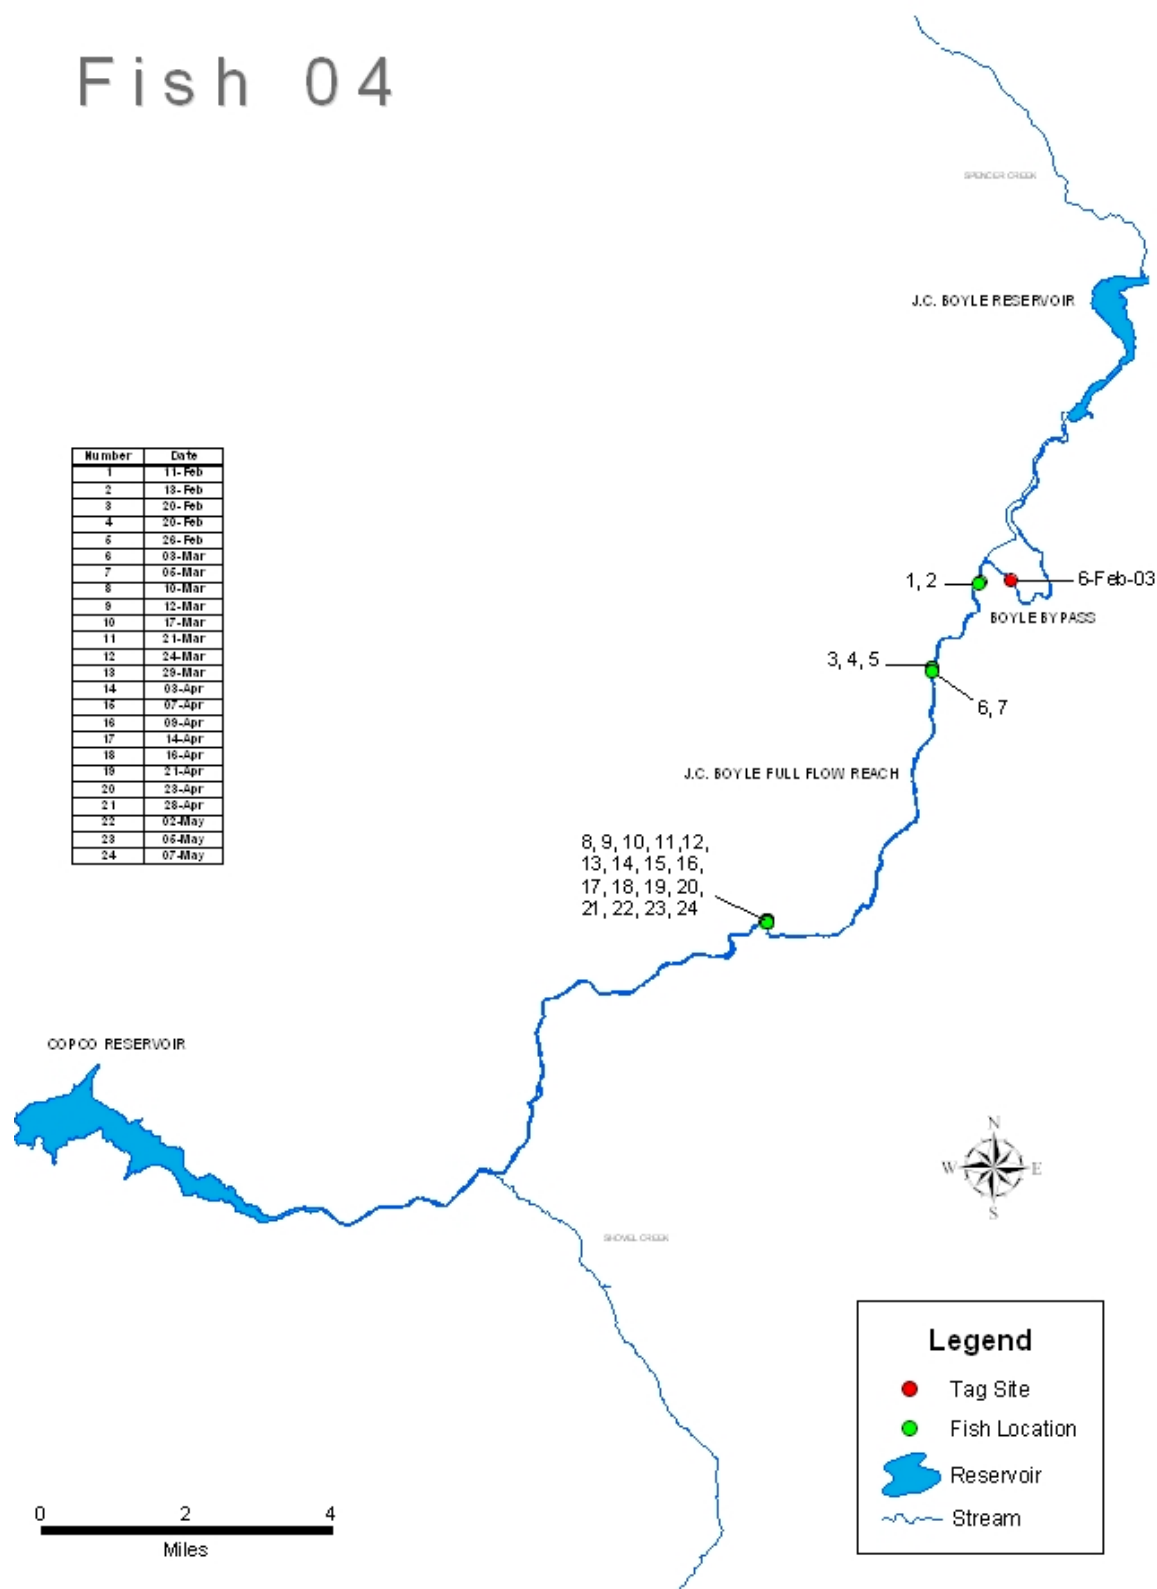 Fish 04
SPENCER CREEK
J.C. BOYLE RESERVOIR
Number Date
1 11-Feb
2 13-Feb
3 20-Feb
4 20-Feb
5 26-Feb
6 03-Mar
7 05-Mar
8 10-Mar
9 12-Mar
10 17-Mar
11 21-Mar
12 24-Mar
13 29-Mar
14 03-Apr
15 07-Apr
16 09-Apr
17 14-Apr
18 16-Apr
19 21-Apr
20 23-Apr
21 28-Apr
22 02-May
23 05-May
24 07-May
1, 2
6-Feb-03
BOYLE BYPASS
3, 4, 5
6, 7
J.C. BOYLE FULL FLOW REACH
8, 9, 10, 11,12,
13, 14, 15, 16,
17, 18, 19, 20,
21, 22, 23, 24
COPCO RESERVOIR
N
W E
S
SHOVEL CREEK
Legend
Tag Site
Fish Location
Reservoir
Stream
0 2 4
Miles